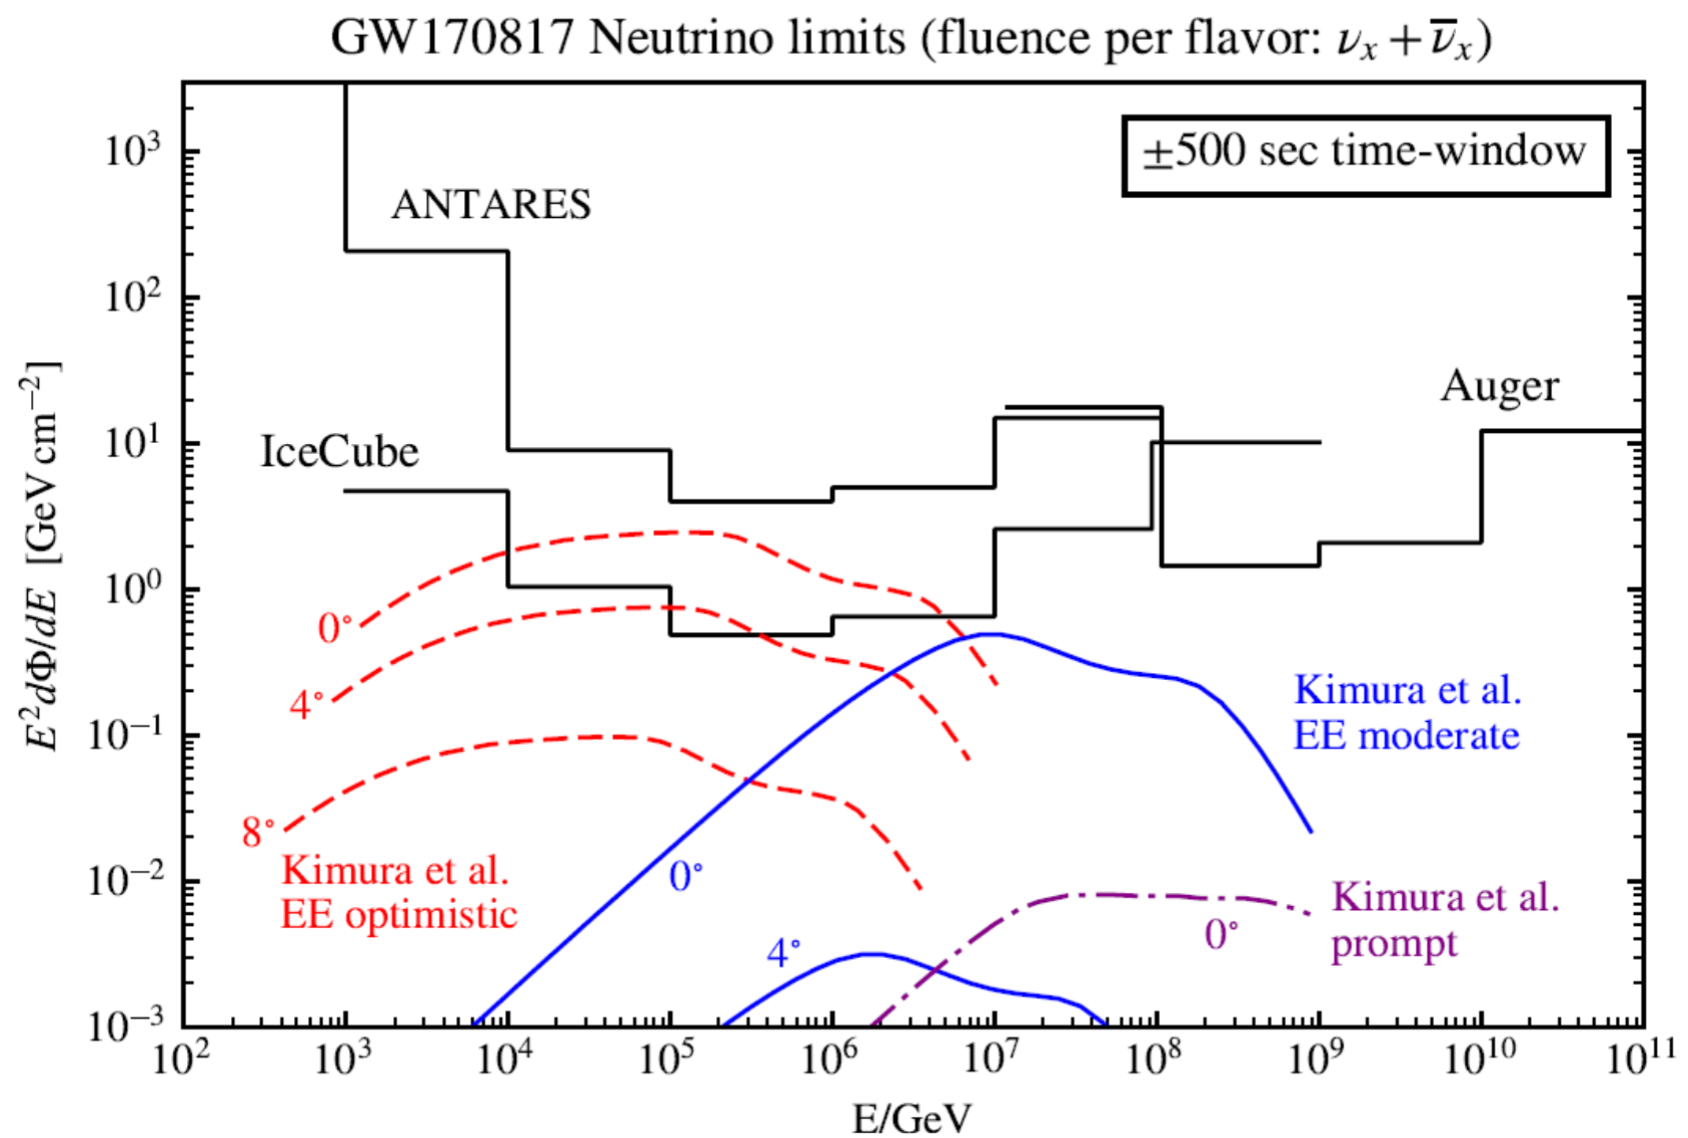 GW170817 Neutrino limits (fluence per flavor: νₓ + ν̅ₓ)
±500 sec time-window
10³
ANTARES
10²
Auger
10¹
IceCube
E²dΦ/dE [GeV cm⁻²]
10⁰
0°
4°
Kimura et al.
EE moderate
10⁻¹
8°
Kimura et al.
EE optimistic
0°
10⁻²
Kimura et al.
prompt
0°
4°
10⁻³
10² 10³ 10⁴ 10⁵ 10⁶ 10⁷ 10⁸ 10⁹ 10¹⁰ 10¹¹
E/GeV